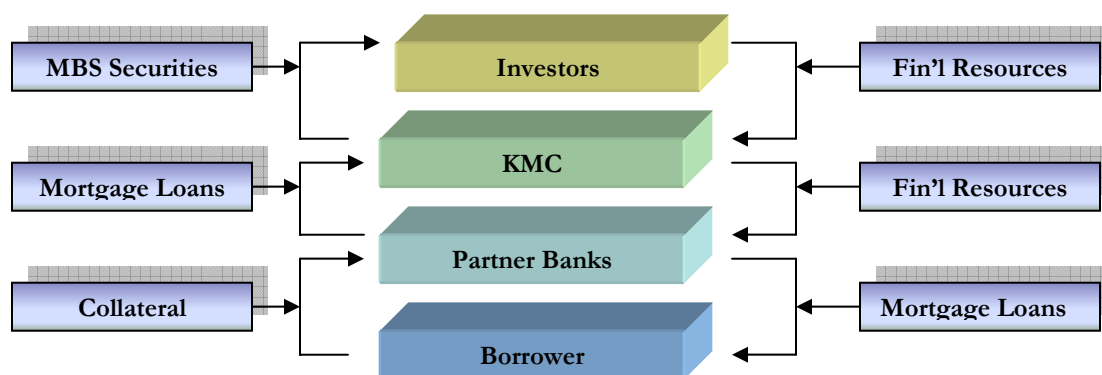 MBS Securities
Investors
Fin'l Resources
KMC
Mortgage Loans
Fin'l Resources
Partner Banks
Collateral
Mortgage Loans
Borrower